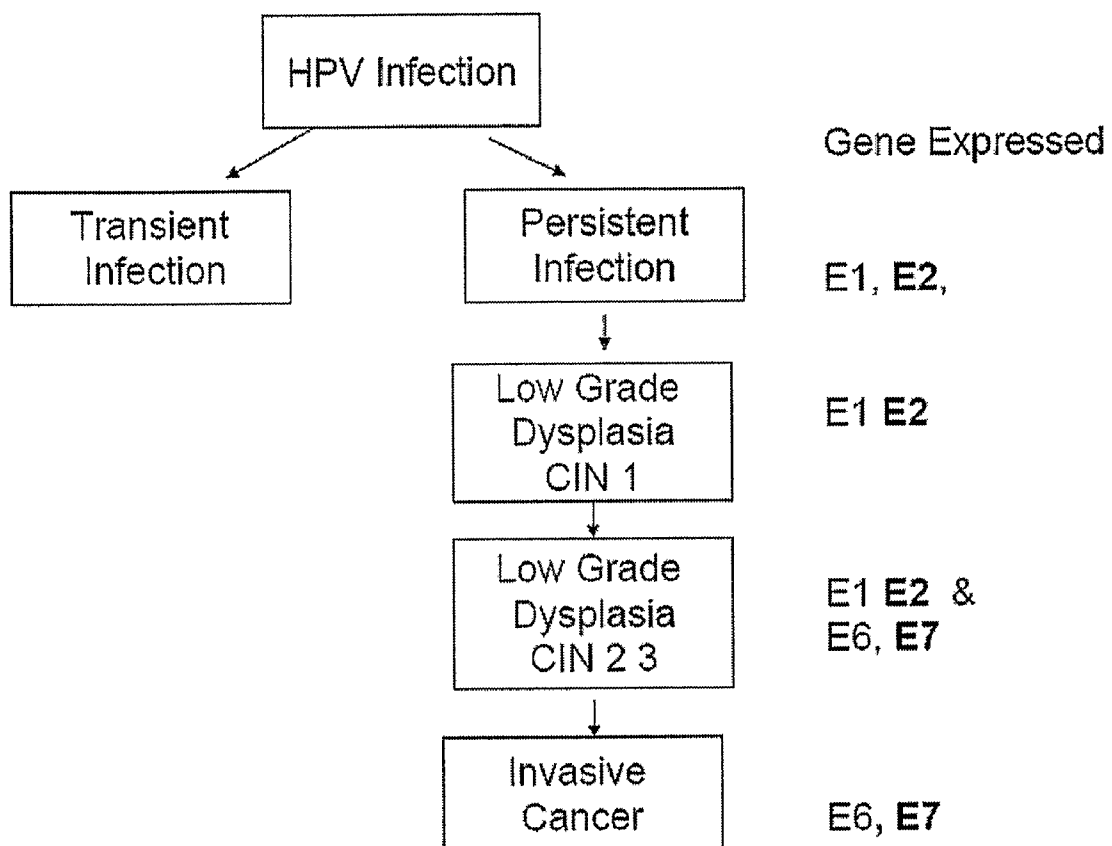 HPV Infection
Gene Expressed
Transient
Infection
Persistent
Infection
E1, E2,
Low Grade
Dysplasia
CIN 1
E1 E2
Low Grade
Dysplasia
CIN 2 3
E1 E2 &
E6, E7
Invasive
Cancer
E6, E7